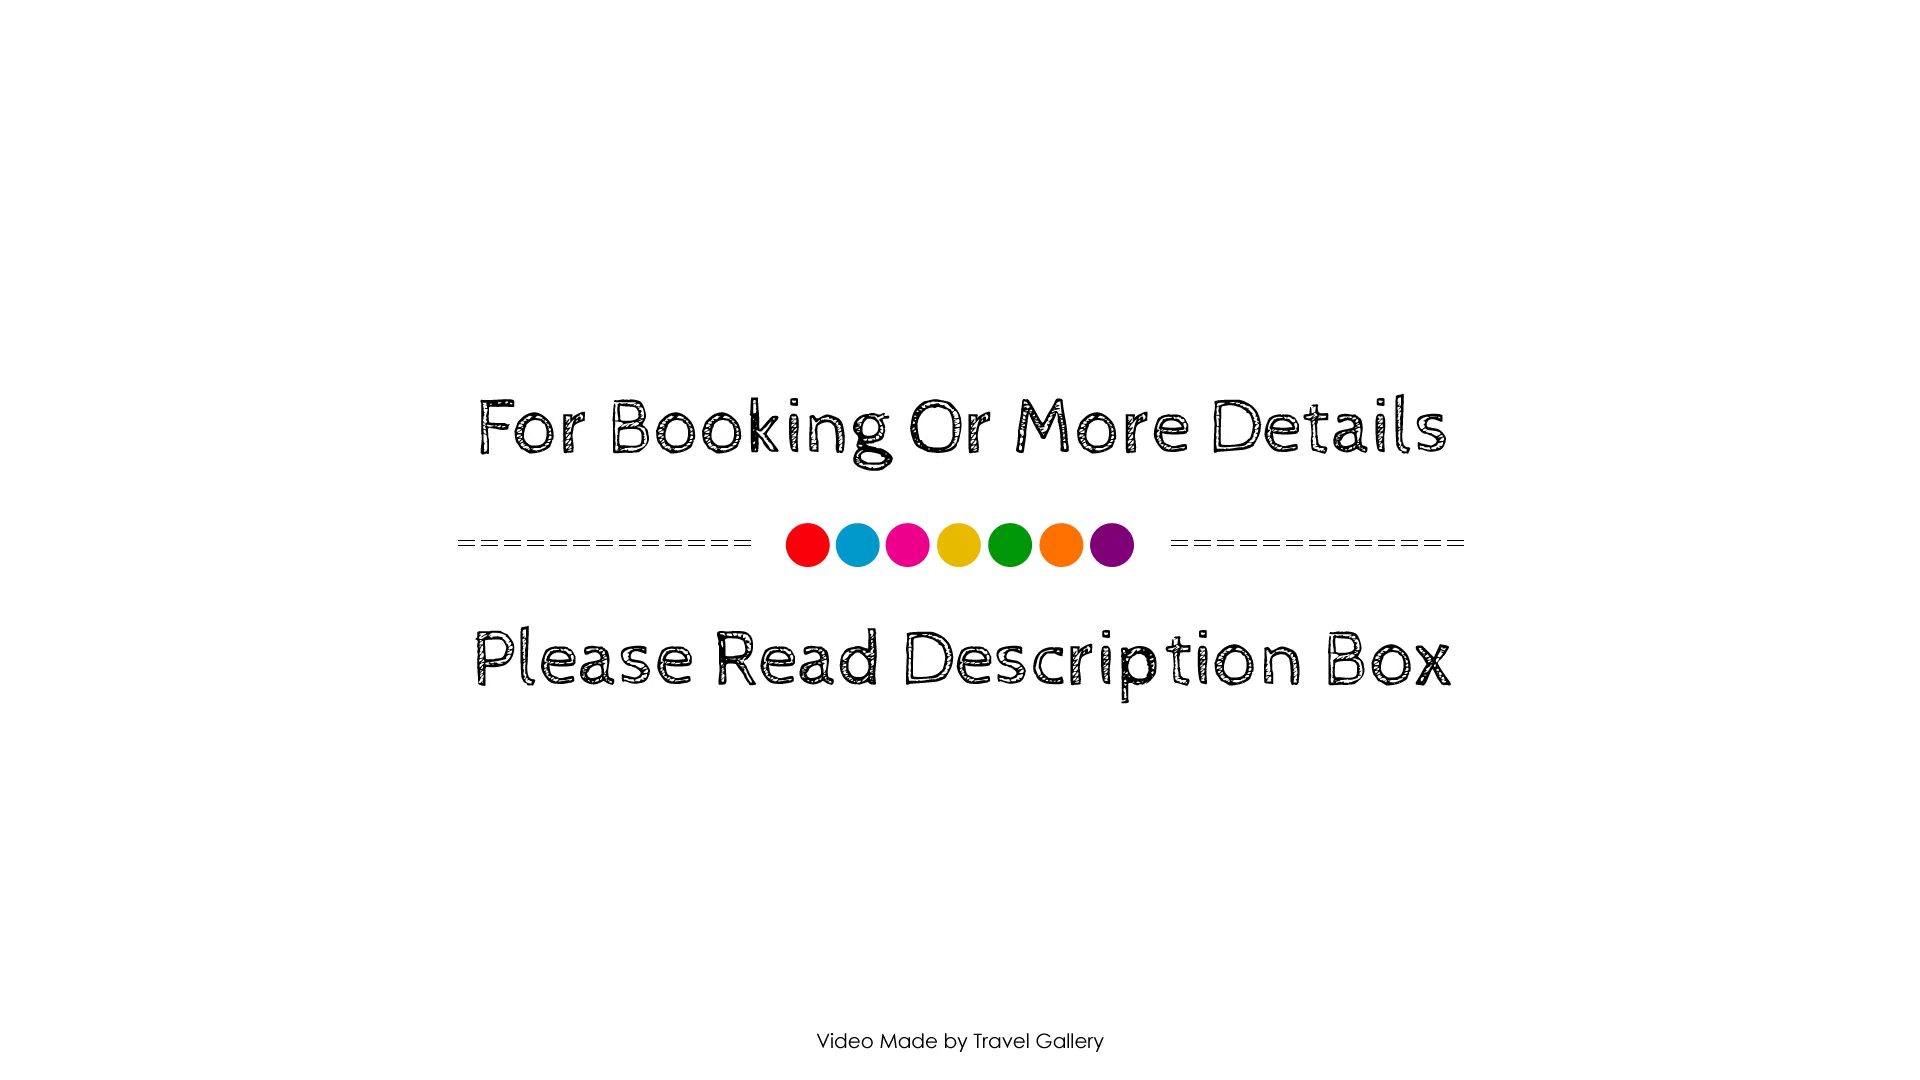 For Booking Or More Details
============= =============
Please Read Description Box
Video Made by Travel Gallery